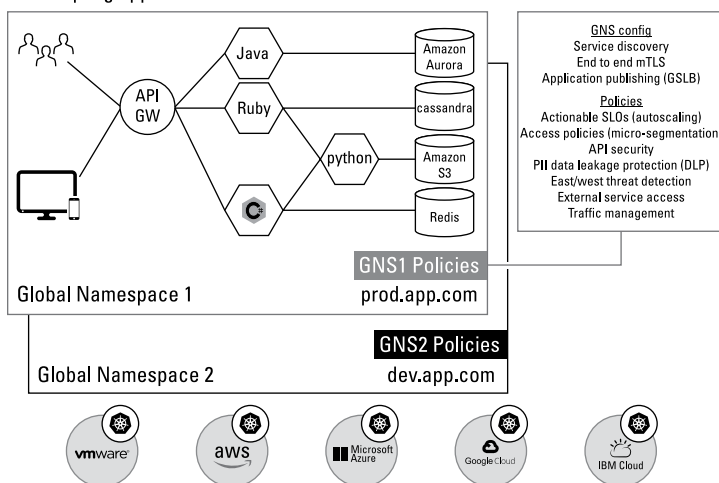 Java
Amazon
Aurora
API
GW
Ruby
cassandra
python
Amazon
S3
C#
Redis
GNS1 Policies
Global Namespace 1
prod.app.com
GNS2 Policies
Global Namespace 2
dev.app.com
GNS config
Service discovery
End to end mTLS
Application publishing (GSLB)
Policies
Actionable SLOs (autoscaling)
Access policies (micro-segmentation
API security
PII data leakage protection (DLP)
East/west threat detection
External service access
Traffic management
vmware
aws
Microsoft
Azure
Google Cloud
IBM Cloud